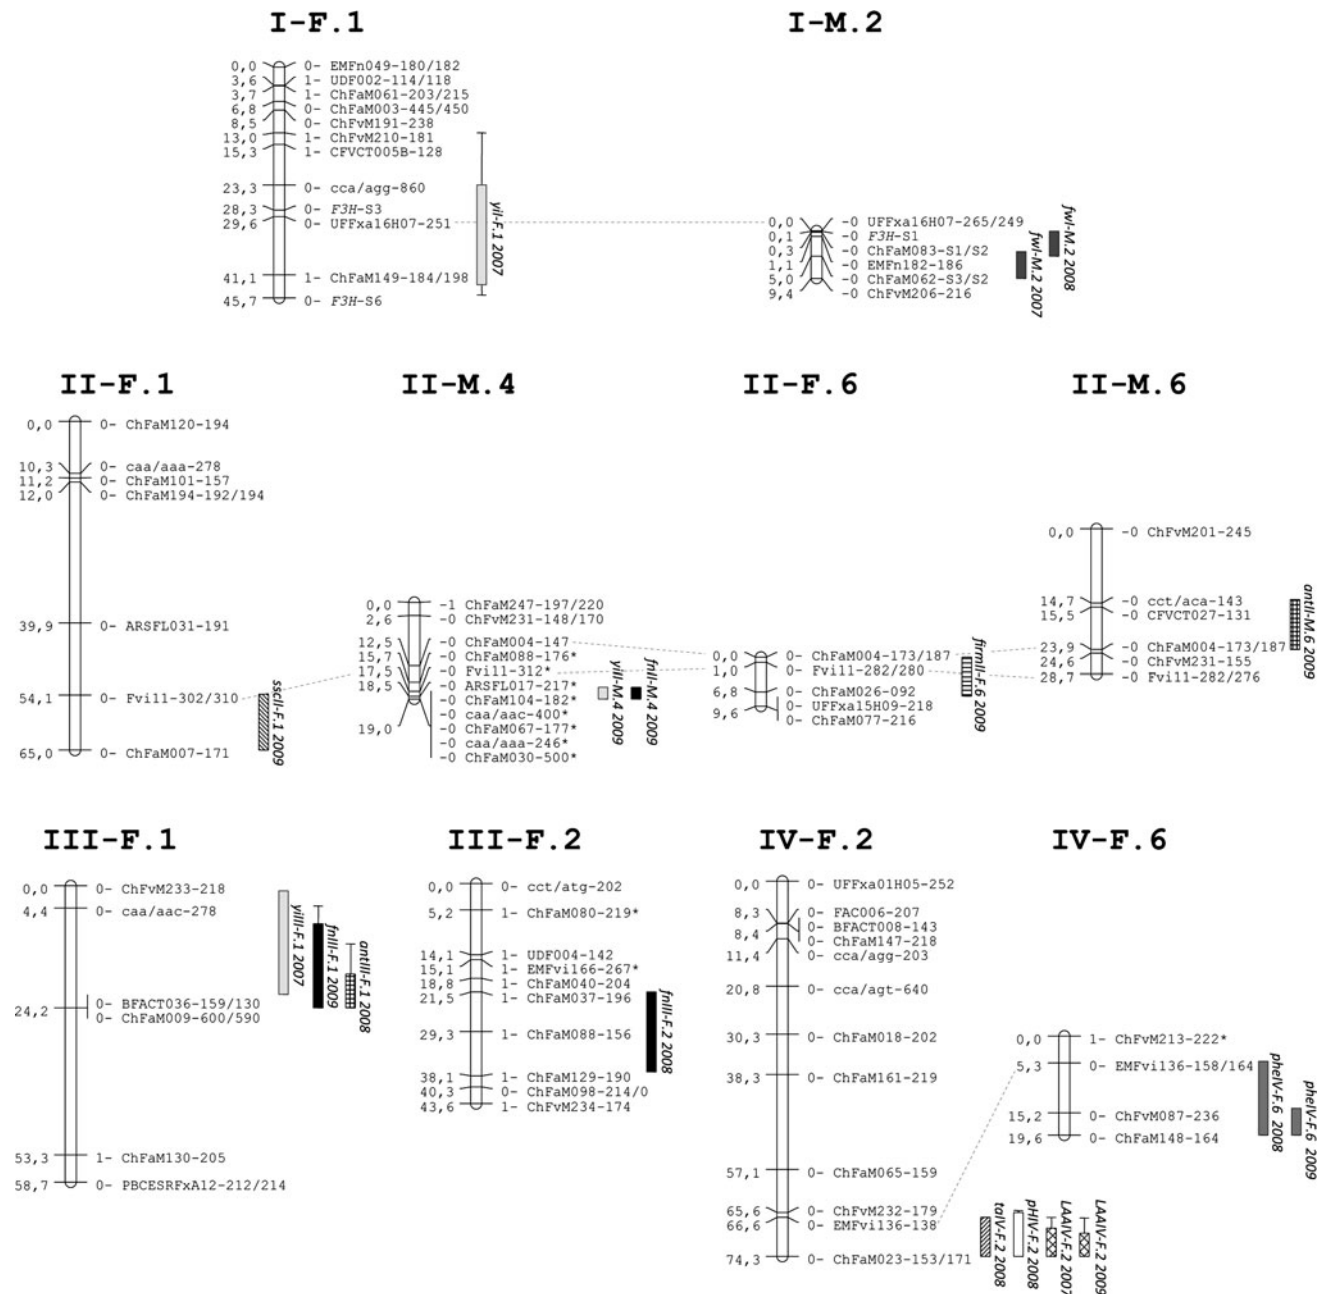 I-F.1
0,0 0- EMFn049-180/182
3,6 1- UDF002-114/118
3,7 1- ChFaM061-203/215
6,8 0- ChFaM003-445/450
8,5 0- ChFvM191-238
13,0 1- ChFvM210-181
15,3 1- CFVCT005B-128
23,3 0- cca/agg-860
28,3 0- F3H-S3
29,6 0- UFFxa16H07-251
41,1 1- ChFaM149-184/198
45,7 0- F3H-S6
yiI-F.1 2007
I-M.2
0,0 -0 UFFxa16H07-265/249
0,1 -0 F3H-S1
0,3 -0 ChFaM083-S1/S2
1,1 -0 EMFn182-186
5,0 -0 ChFaM062-S3/S2
9,4 -0 ChFvM206-216
fwI-M.2 2007
fwI-M.2 2008
II-F.1
0,0 0- ChFaM120-194
10,3 0- caa/aaa-278
11,2 0- ChFaM101-157
12,0 0- ChFaM194-192/194
39,9 0- ARSFL031-191
54,1 0- Fvi11-302/310
65,0 0- ChFaM007-171
sscII-F.1 2009
II-M.4
0,0 -1 ChFaM247-197/220
2,6 -0 ChFvM231-148/170
12,5 -0 ChFaM004-147
15,7 -0 ChFaM088-176*
17,5 -0 Fvi11-312*
18,5 -0 ARSFL017-217*
-0 ChFaM104-182*
-0 caa/aac-400*
19,0 -0 ChFaM067-177*
-0 caa/aaa-246*
-0 ChFaM030-500*
yiII-M.4 2009
fnII-M.4 2009
II-F.6
0,0 0- ChFaM004-173/187
1,0 0- Fvi11-282/280
6,8 0- ChFaM026-092
9,6 0- UFFxa15H09-218
0- ChFaM077-216
firmII-F.6 2009
II-M.6
0,0 -0 ChFvM201-245
14,7 -0 cct/aca-143
15,5 -0 CFVCT027-131
23,9 -0 ChFaM004-173/187
24,6 -0 ChFvM231-155
28,7 -0 Fvi11-282/276
antII-M.6 2009
III-F.1
0,0 0- ChFvM233-218
4,4 0- caa/aac-278
24,2 0- BFACT036-159/130
0- ChFaM009-600/590
53,3 1- ChFaM130-205
58,7 0- PBCESRFxA12-212/214
yiIII-F.1 2007
fnIII-F.1 2009
antIII-F.1 2008
III-F.2
0,0 0- cct/atg-202
5,2 1- ChFaM080-219*
14,1 1- UDF004-142
15,1 1- EMFvi166-267*
18,8 1- ChFaM040-204
21,5 1- ChFaM037-196
29,3 1- ChFaM088-156
38,1 1- ChFaM129-190
40,3 0- ChFaM098-214/0
43,6 1- ChFvM234-174
fnIII-F.2 2008
IV-F.2
0,0 0- UFFxa01H05-252
8,3 0- FAC006-207
8,4 0- BFACT008-143
0- ChFaM147-218
11,4 0- cca/agg-203
20,8 0- cca/agt-640
30,3 0- ChFaM018-202
38,3 0- ChFaM161-219
57,1 0- ChFaM065-159
65,6 0- ChFvM232-179
66,6 0- EMFvi136-138
74,3 0- ChFaM023-153/171
taIV-F.2 2008
pHIV-F.2 2008
LAAIV-F.2 2007
LAAIV-F.2 2009
IV-F.6
0,0 1- ChFvM213-222*
5,3 0- EMFvi136-158/164
15,2 0- ChFvM087-236
19,6 0- ChFaM148-164
pheIV-F.6 2008
pheIV-F.6 2009